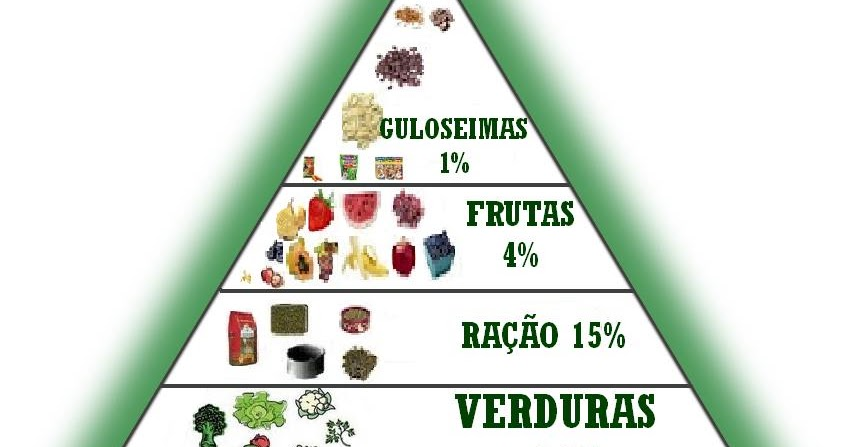 GULOSEIMAS
1%
FRUTAS
4%
RAÇÃO 15%
VERDURAS